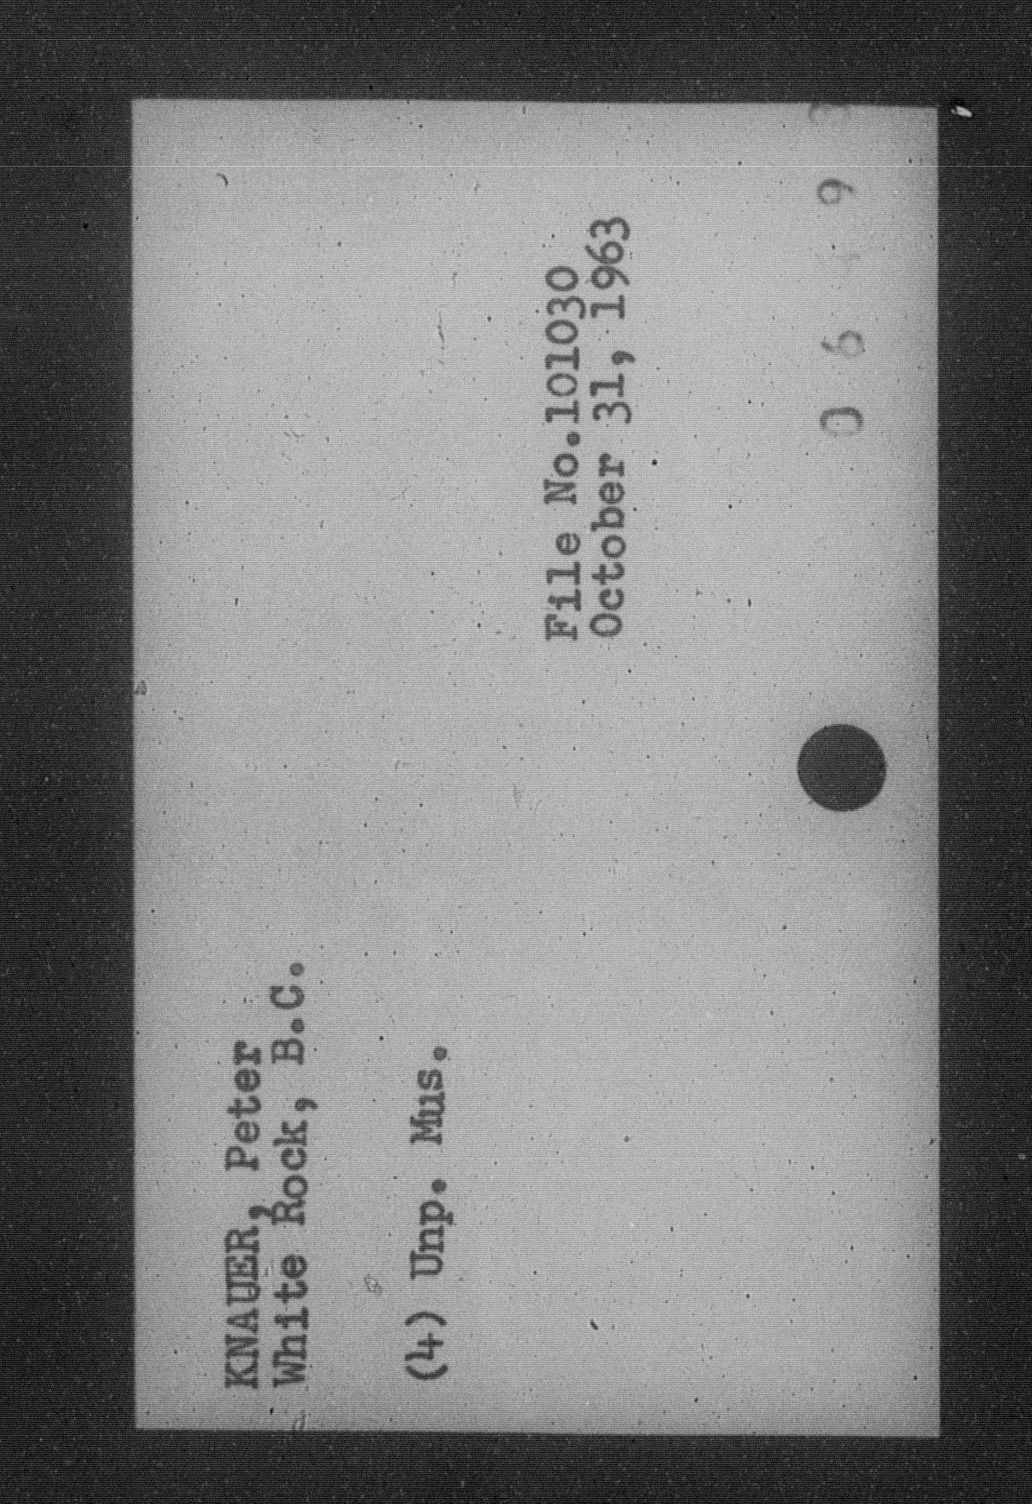 KNAUER, Peter
White Rock, B.C.
(4) Unp. Mus.
File No.101030
October 31, 1963